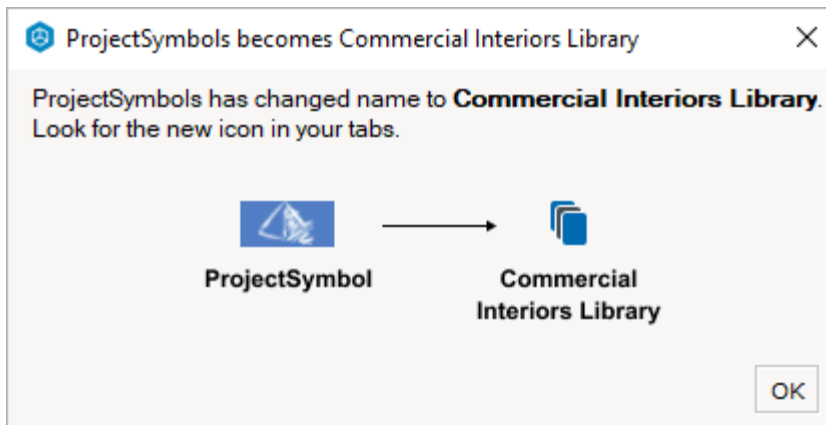 ProjectSymbols becomes Commercial Interiors Library
ProjectSymbols has changed name to Commercial Interiors Library.
Look for the new icon in your tabs.
ProjectSymbol
Commercial
Interiors Library
OK